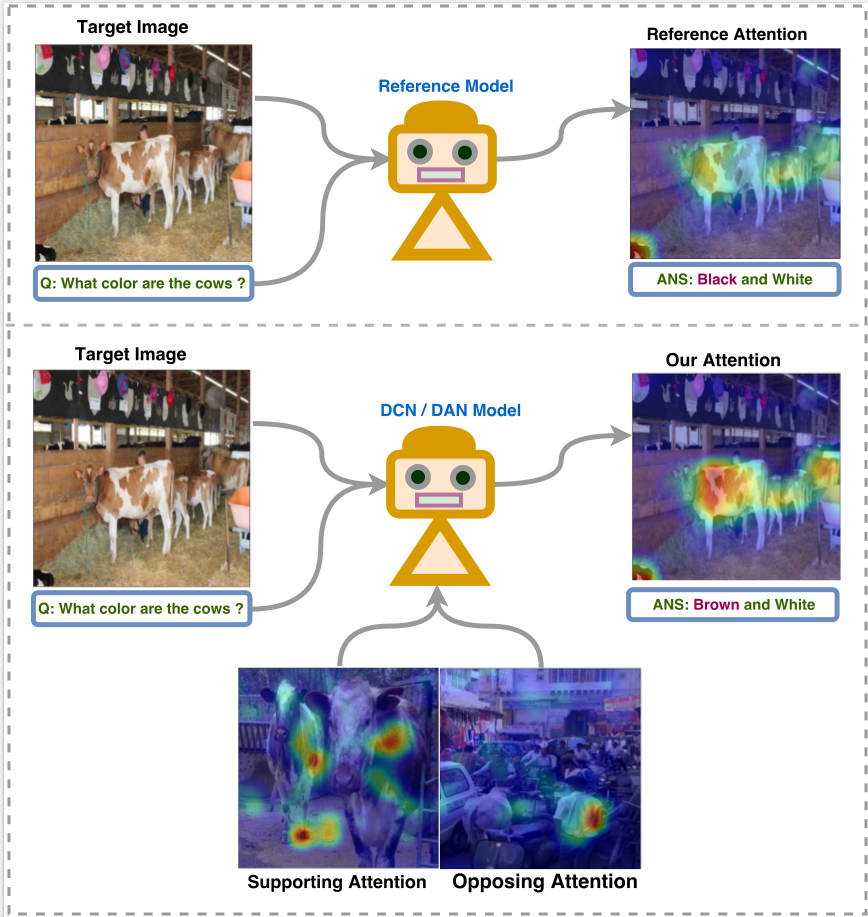 Target Image
Reference Attention
Reference Model
Q: What color are the cows ?
ANS: Black and White
Target Image
Our Attention
DCN / DAN Model
Q: What color are the cows ?
ANS: Brown and White
Supporting Attention
Opposing Attention